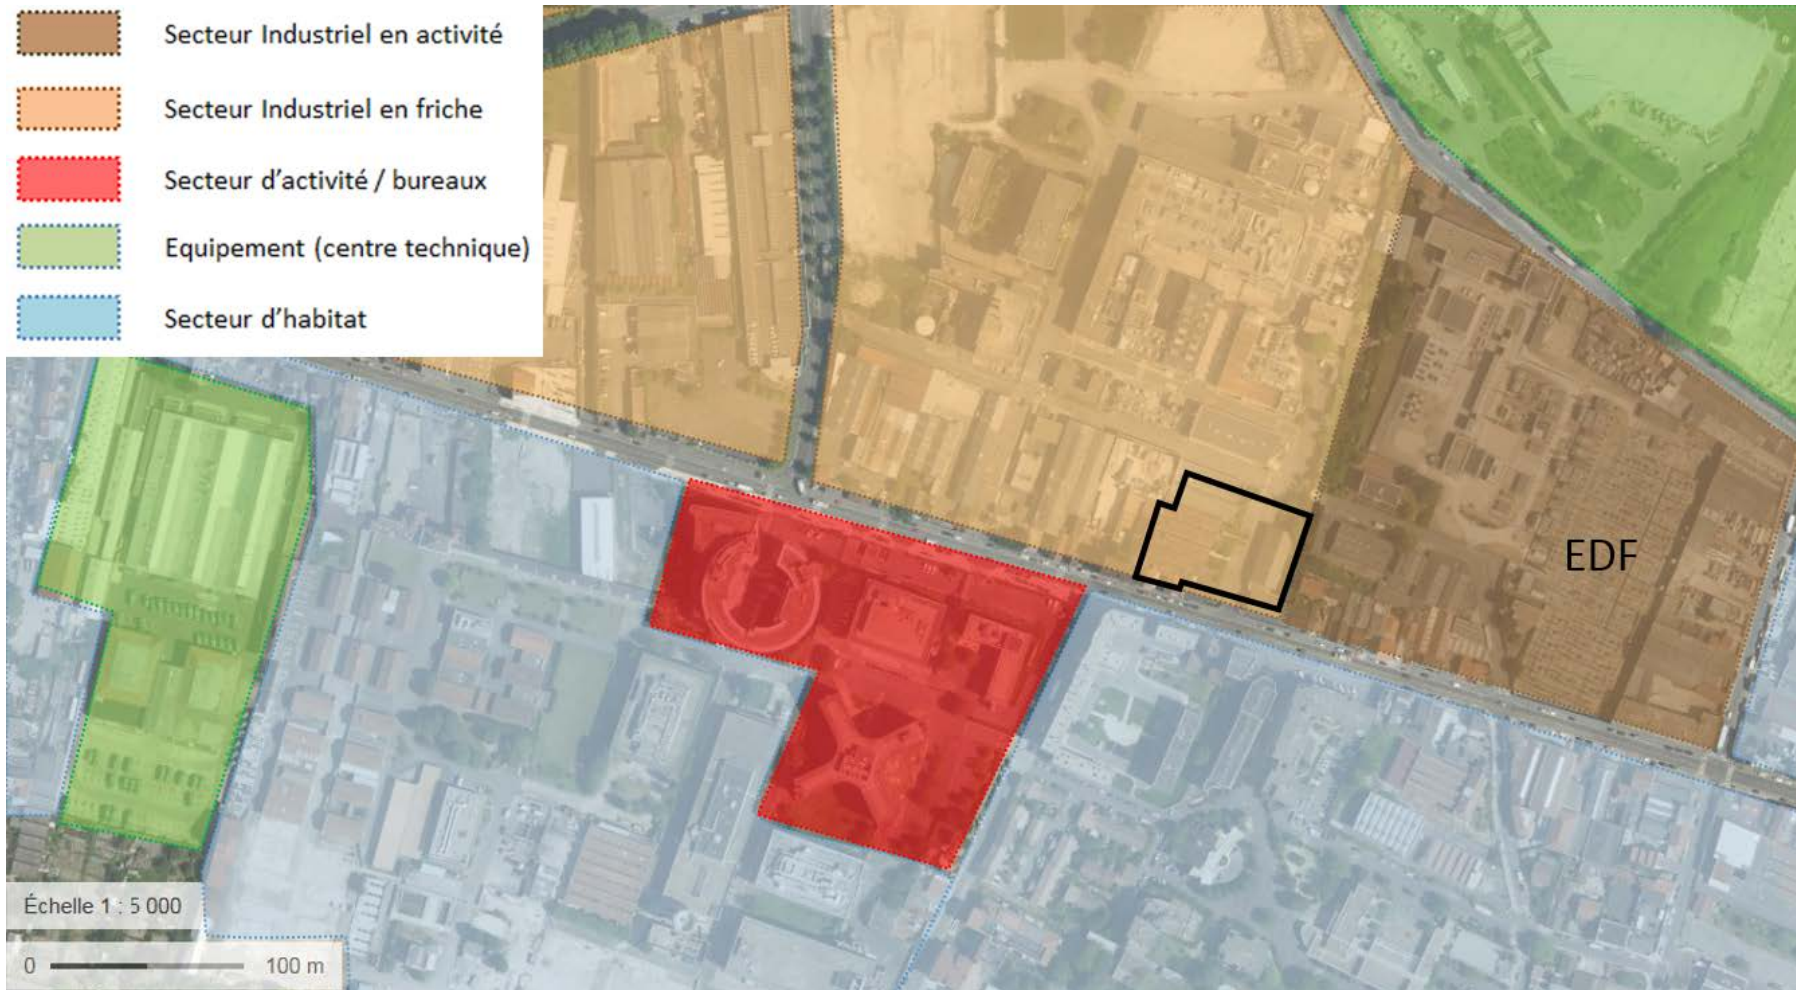 Secteur Industriel en activité
Secteur Industriel en friche
Secteur d’activité / bureaux
Equipement (centre technique)
Secteur d’habitat
EDF
Échelle 1 : 5 000
0 100 m